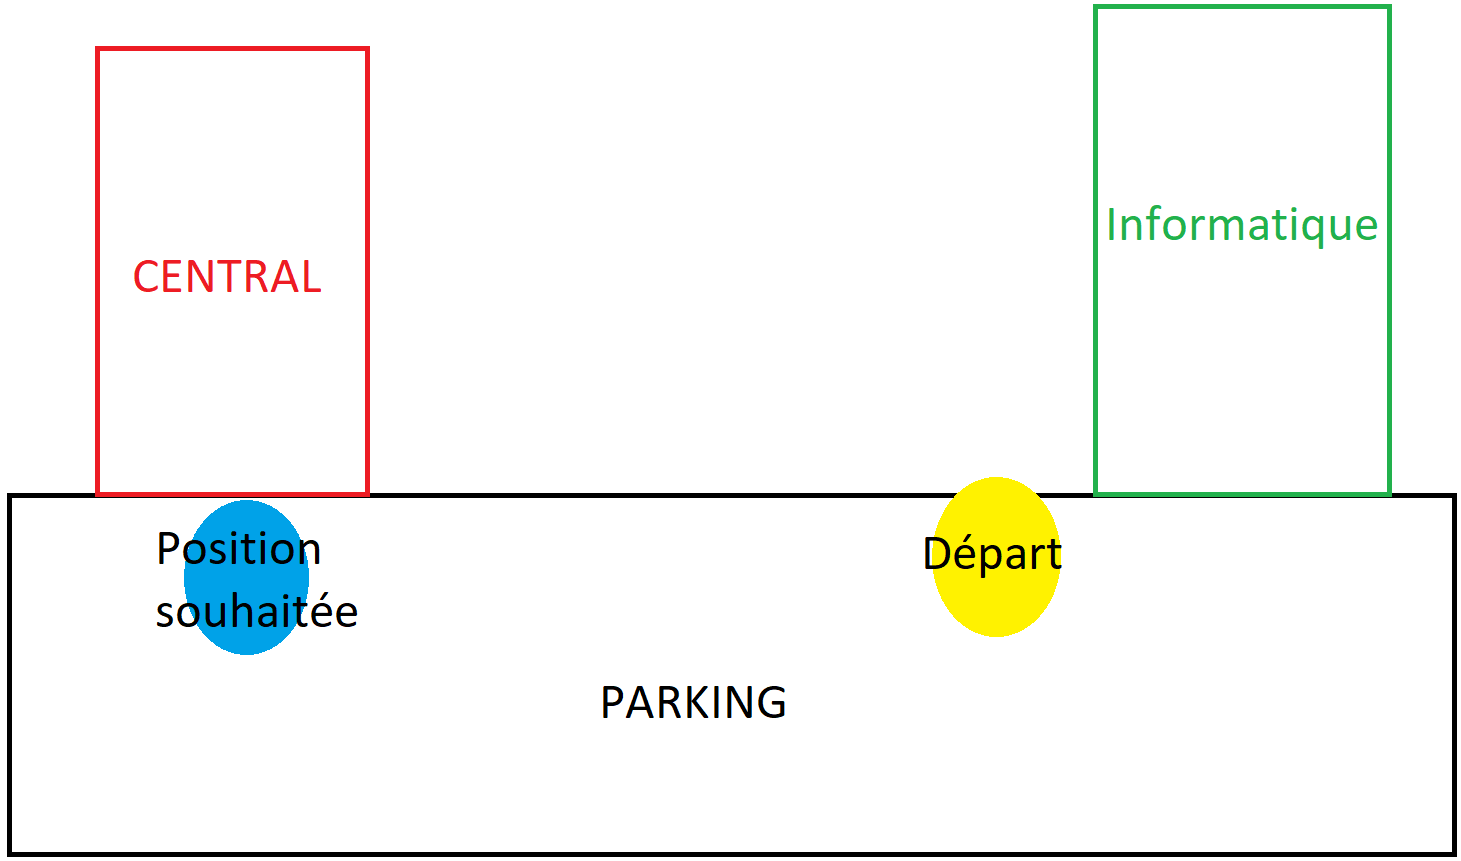 CENTRAL
Informatique
Position
souhaitée
Départ
PARKING